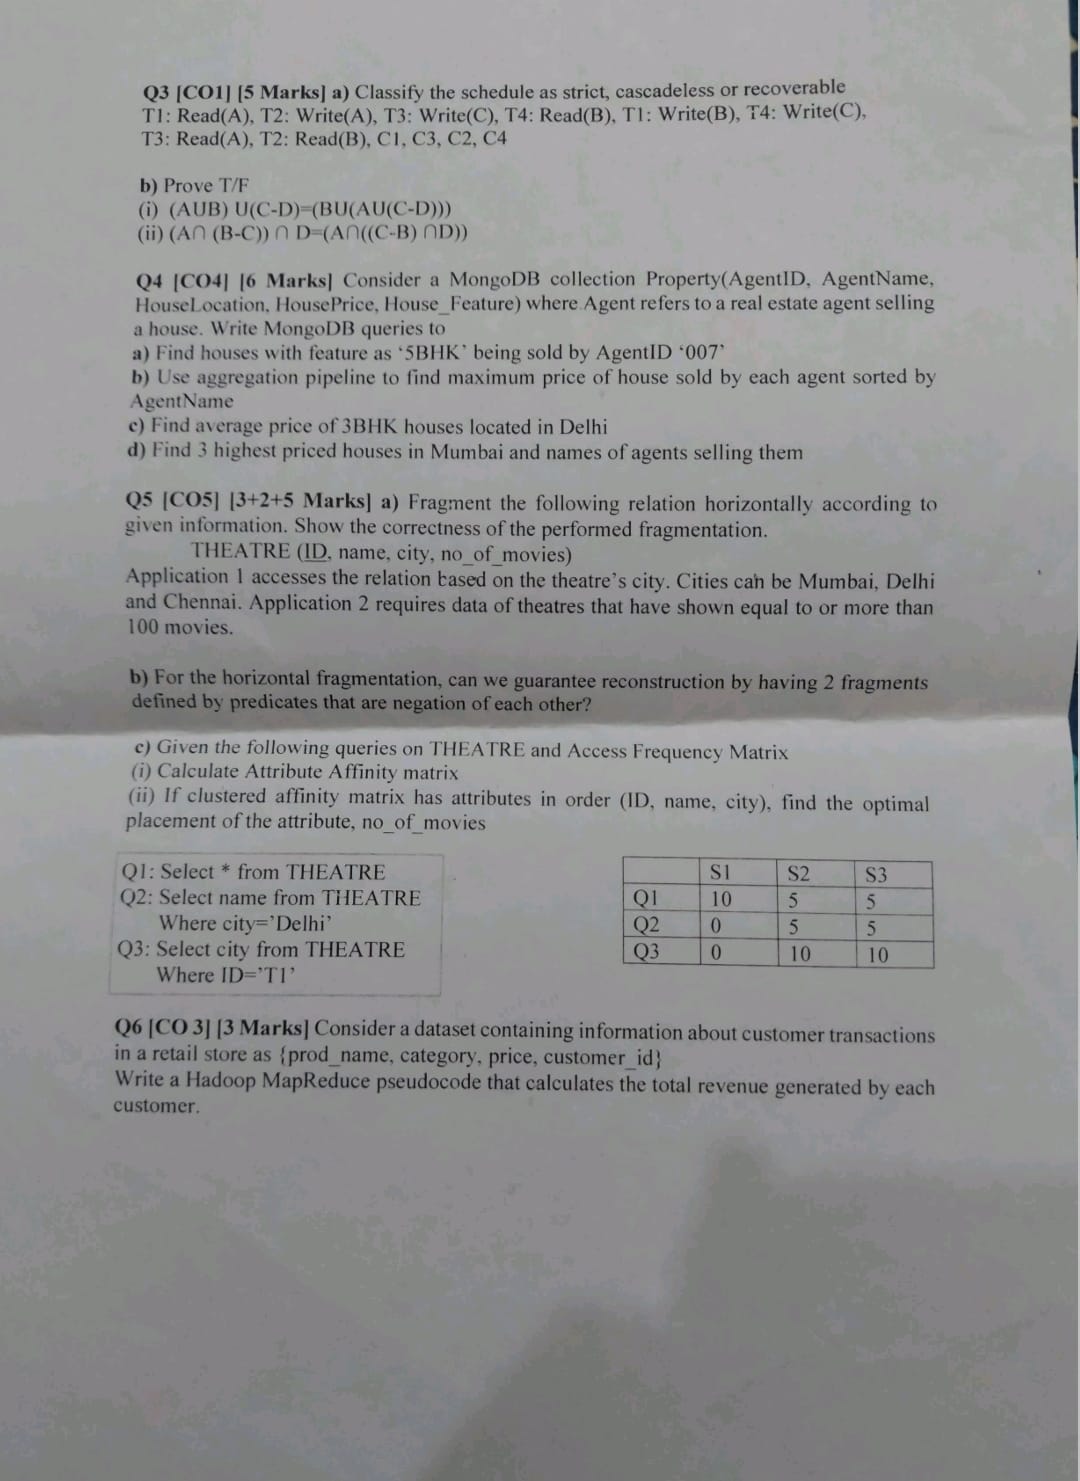 Q3 [CO1] [5 Marks] a) Classify the schedule as strict, cascadeless or recoverable
T1: Read(A), T2: Write(A), T3: Write(C), T4: Read(B), T1: Write(B), T4: Write(C),
T3: Read(A), T2: Read(B), C1, C3, C2, C4
b) Prove T/F
(i) (AUB) U(C-D)=(BU(AU(C-D)))
(ii) (A∩ (B-C)) ∩ D=(A∩((C-B) ∩D))
Q4 [CO4] [6 Marks] Consider a MongoDB collection Property(AgentID, AgentName,
HouseLocation, HousePrice, House_Feature) where Agent refers to a real estate agent selling
a house. Write MongoDB queries to
a) Find houses with feature as ‘5BHK’ being sold by AgentID ‘007’
b) Use aggregation pipeline to find maximum price of house sold by each agent sorted by
AgentName
c) Find average price of 3BHK houses located in Delhi
d) Find 3 highest priced houses in Mumbai and names of agents selling them
Q5 [CO5] [3+2+5 Marks] a) Fragment the following relation horizontally according to
given information. Show the correctness of the performed fragmentation.
THEATRE (ID, name, city, no_of_movies)
Application 1 accesses the relation based on the theatre’s city. Cities can be Mumbai, Delhi
and Chennai. Application 2 requires data of theatres that have shown equal to or more than
100 movies.
b) For the horizontal fragmentation, can we guarantee reconstruction by having 2 fragments
defined by predicates that are negation of each other?
c) Given the following queries on THEATRE and Access Frequency Matrix
(i) Calculate Attribute Affinity matrix
(ii) If clustered affinity matrix has attributes in order (ID, name, city), find the optimal
placement of the attribute, no_of_movies
Q1: Select * from THEATRE
Q2: Select name from THEATRE
Where city=’Delhi’
Q3: Select city from THEATRE
Where ID=’T1’
S1 S2 S3
Q1 10 5 5
Q2 0 5 5
Q3 0 10 10
Q6 [CO 3] [3 Marks] Consider a dataset containing information about customer transactions
in a retail store as {prod_name, category, price, customer_id}
Write a Hadoop MapReduce pseudocode that calculates the total revenue generated by each
customer.